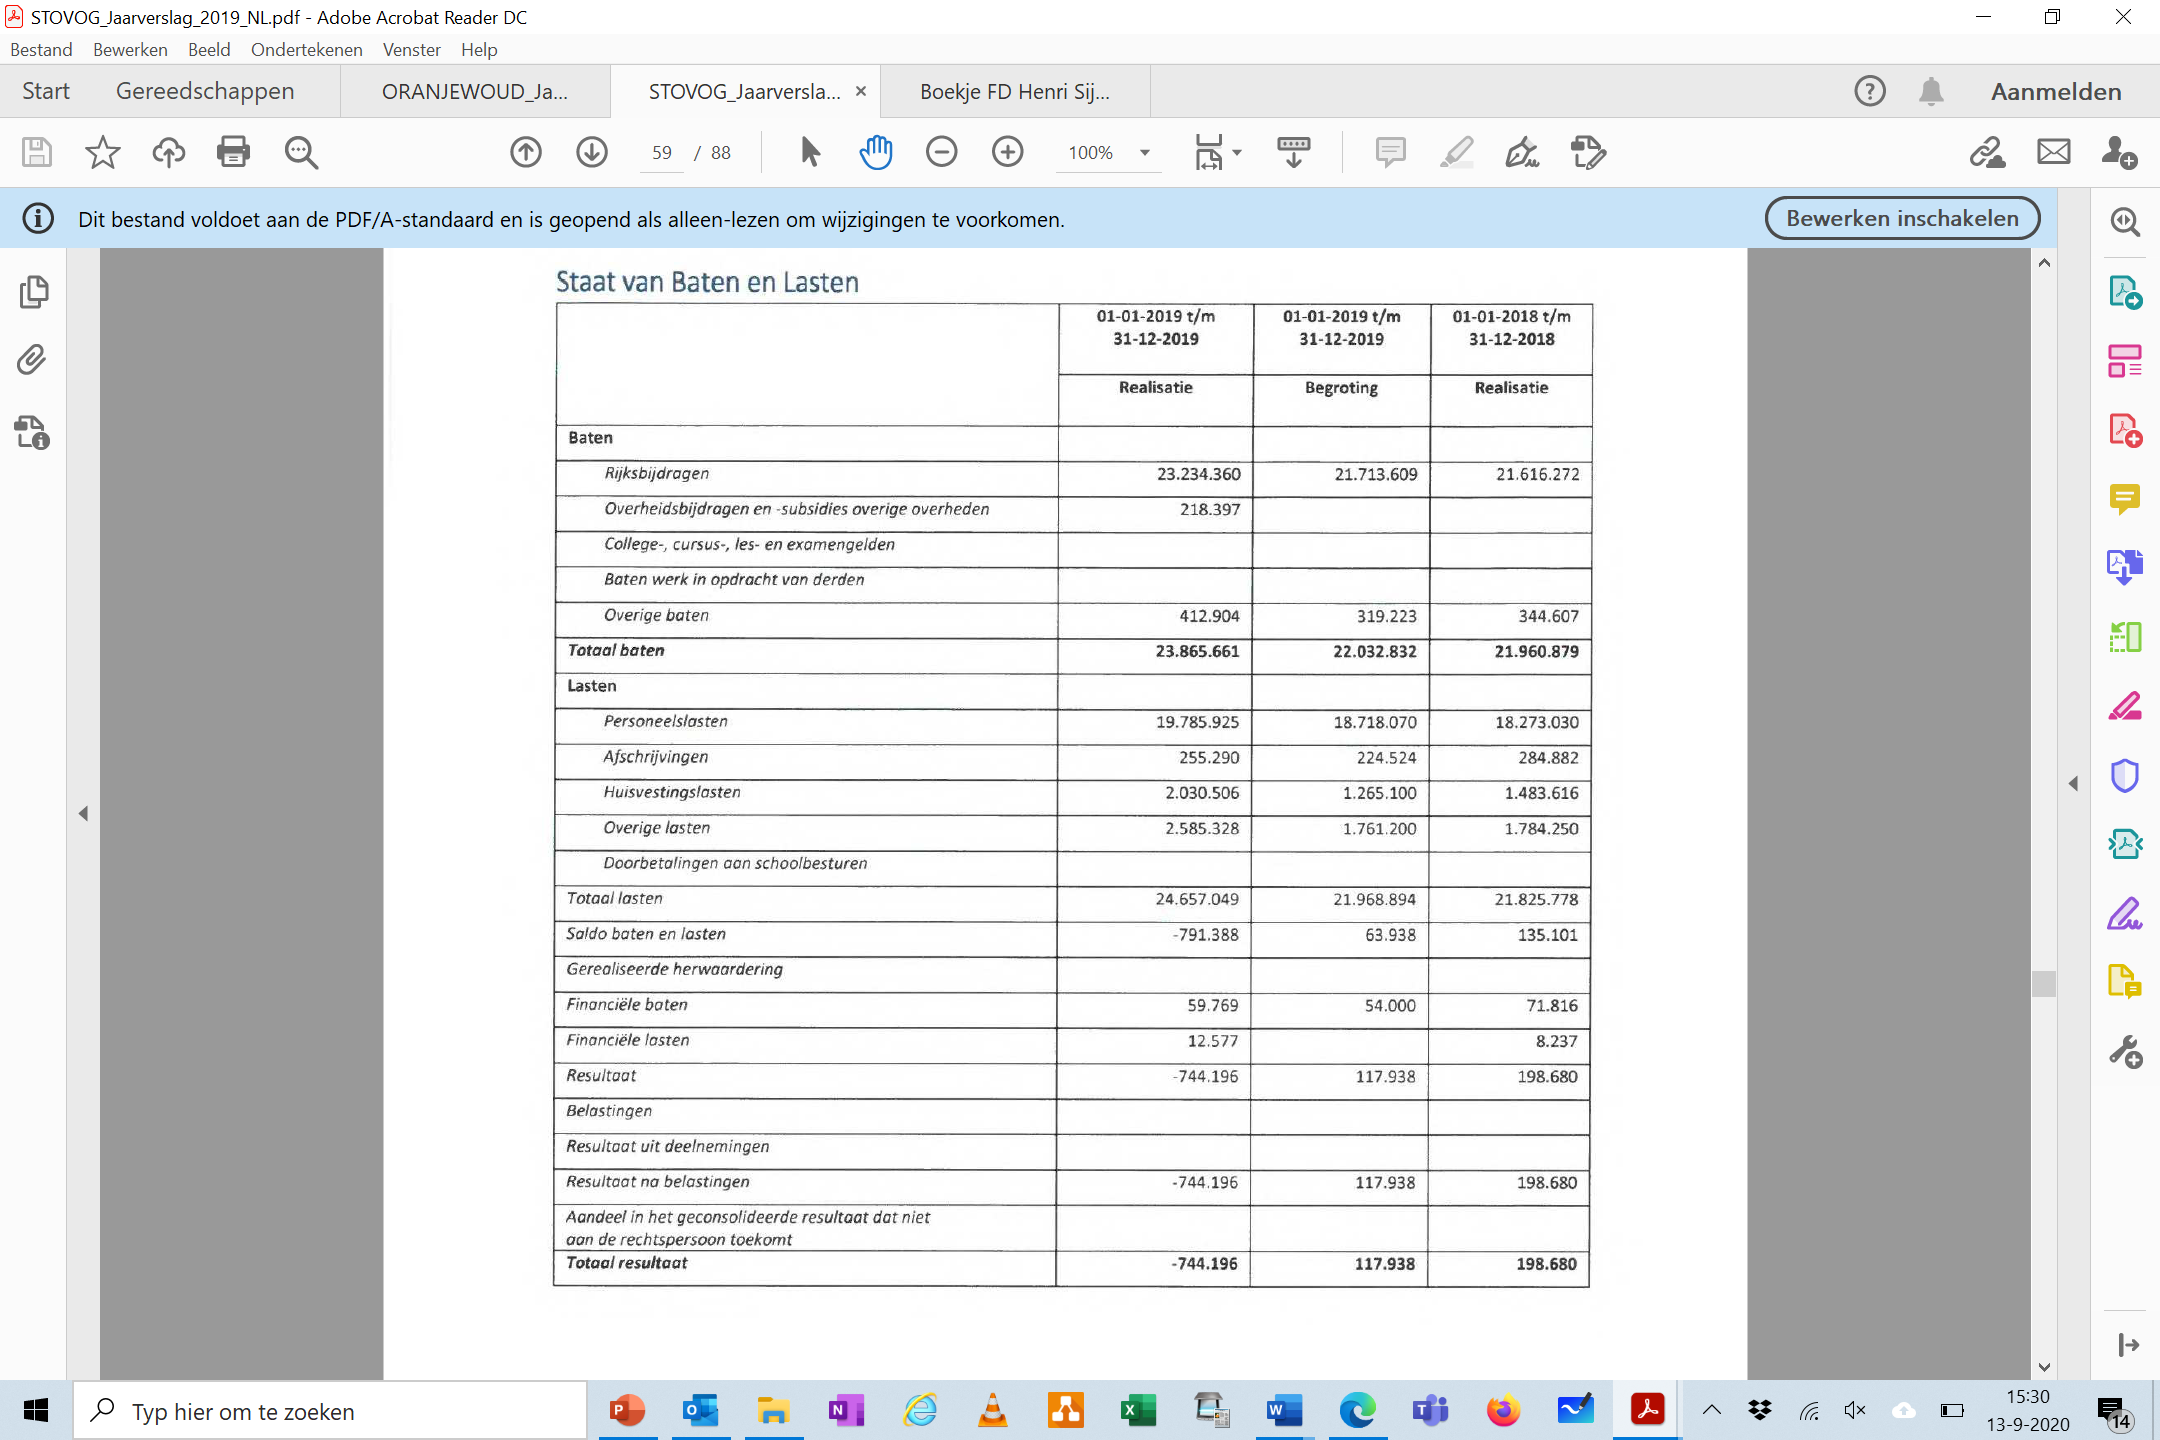 STOVOG_Jaarverslag_2019_NL.pdf - Adobe Acrobat Reader DC
Bestand Bewerken Beeld Ondertekenen Venster Help
Start Gereedschappen ORANJEWOUD_Ja... STOVOG_Jaarversla... × Boekje FD Henri Sij... Aanmelden
59 / 88 100%
Dit bestand voldoet aan de PDF/A-standaard en is geopend als alleen-lezen om wijzigingen te voorkomen. Bewerken inschakelen
Staat van Baten en Lasten
01-01-2019 t/m 01-01-2019 t/m 01-01-2018 t/m
31-12-2019 31-12-2019 31-12-2018
Realisatie Begroting Realisatie
Baten
Rijksbijdragen 23.234.360 21.713.609 21.616.272
Overheidsbijdragen en -subsidies overige overheden 218.397
College-, cursus-, les- en examengelden
Baten werk in opdracht van derden
Overige baten 412.904 319.223 344.607
Totaal baten 23.865.661 22.032.832 21.960.879
Lasten
Personeelslasten 19.785.925 18.718.070 18.273.030
Afschrijvingen 255.290 224.524 284.882
Huisvestingslasten 2.030.506 1.265.100 1.483.616
Overige lasten 2.585.328 1.761.200 1.784.250
Doorbetalingen aan schoolbesturen
Totaal lasten 24.657.049 21.968.894 21.825.778
Saldo baten en lasten -791.388 63.938 135.101
Gerealiseerde herwaardering
Financiële baten 59.769 54.000 71.816
Financiële lasten 12.577 8.237
Resultaat -744.196 117.938 198.680
Belastingen
Resultaat uit deelnemingen
Resultaat na belastingen -744.196 117.938 198.680
Aandeel in het geconsolideerde resultaat dat niet
aan de rechtspersoon toekomt
Totaal resultaat -744.196 117.938 198.680
Typ hier om te zoeken
15:30
13-9-2020
14